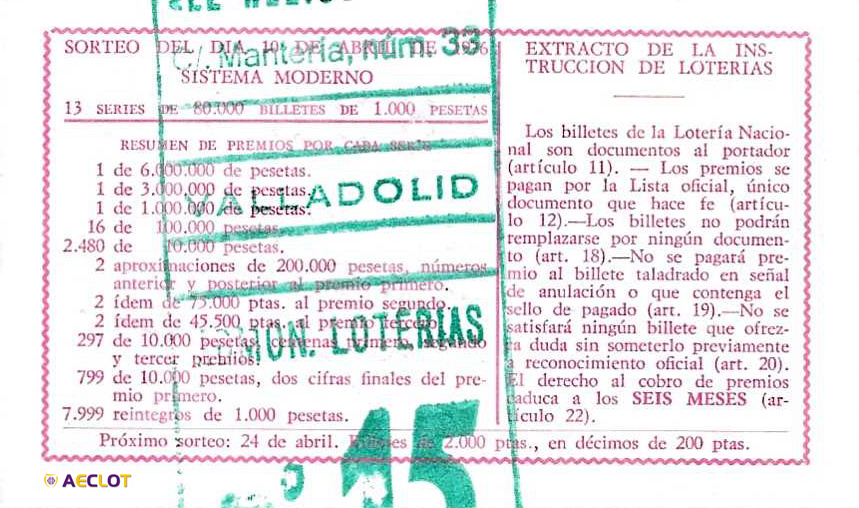 SORTEO DEL DIA 10 DE ABRIL DE
SISTEMA MODERNO
13 SERIES DE 80.000 BILLETES DE 1.000 PESETAS
RESUMEN DE PREMIOS POR CADA SERIE
1 de 6.000.000 de pesetas.
1 de 3.000.000 de pesetas.
1 de 1.000.000 de pesetas.
16 de 100.000 pesetas.
2.480 de 10.000 pesetas.
2 aproximaciones de 200.000 pesetas, números
anterior y posterior al premio primero.
2 ídem de 75.000 ptas. al premio segundo.
2 ídem de 45.500 ptas. al premio tercero.
297 de 10.000 pesetas, centenas primero, segundo
y tercer premios.
799 de 10.000 pesetas, dos cifras finales del pre-
mio primero.
7.999 reintegros de 1.000 pesetas.
EXTRACTO DE LA INS-
TRUCCION DE LOTERIAS
Los billetes de la Lotería Nacio-
nal son documentos al portador
(artículo 11). — Los premios se
pagan por la Lista oficial, único
documento que hace fe (artícu-
lo 12).—Los billetes no podrán
remplazarse por ningún documen-
to (art. 18).—No se pagará pre-
mio al billete taladrado en señal
de anulación o que contenga el
sello de pagado (art. 19).—No se
satisfará ningún billete que ofrez-
ca duda sin someterlo previamente
a reconocimiento oficial (art. 20).
El derecho al cobro de premios
caduca a los SEIS MESES (ar-
tículo 22).
Próximo sorteo: 24 de abril. Billetes de 2.000 ptas., en décimos de 200 ptas.
C/. Mantería, núm. 33
VALLADOLID
MON. LOTERIAS
15
AECLOT